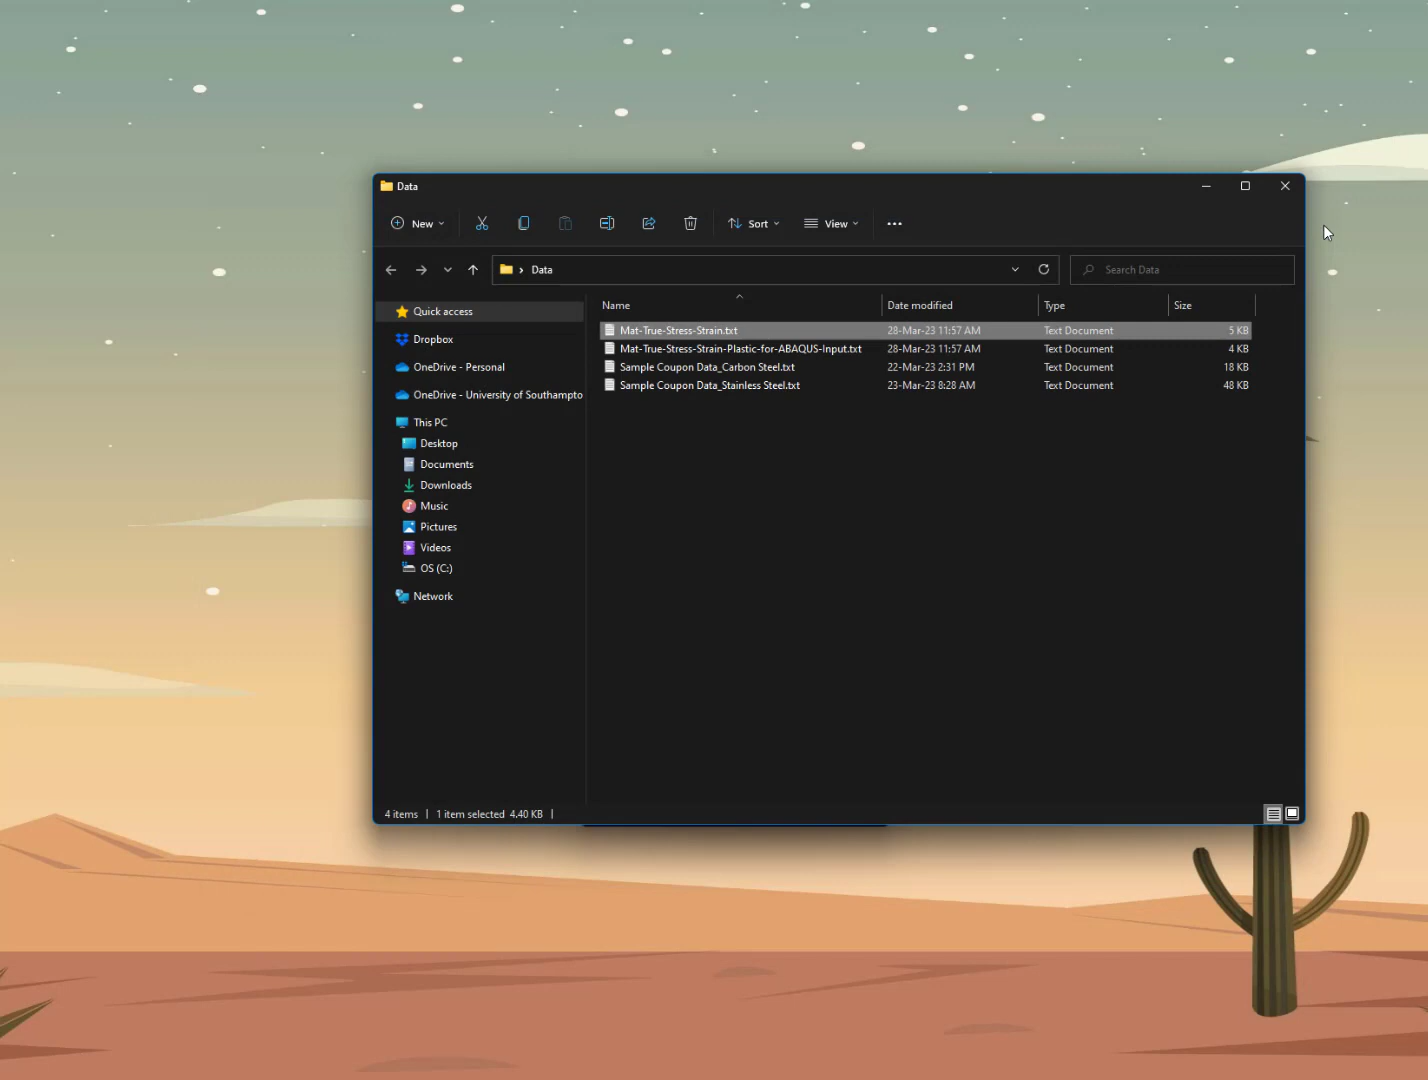 Data
New
Sort
View
Data
Search Data
Quick access
Dropbox
OneDrive - Personal
OneDrive - University of Southampto
This PC
Desktop
Documents
Downloads
Music
Pictures
Videos
OS (C:)
Network
Name Date modified Type Size
Mat-True-Stress-Strain.txt 28-Mar-23 11:57 AM Text Document 5 KB
Mat-True-Stress-Strain-Plastic-for-ABAQUS-Input.txt 28-Mar-23 11:57 AM Text Document 4 KB
Sample Coupon Data_Carbon Steel.txt 22-Mar-23 2:31 PM Text Document 18 KB
Sample Coupon Data_Stainless Steel.txt 23-Mar-23 8:28 AM Text Document 48 KB
4 items | 1 item selected 4.40 KB |